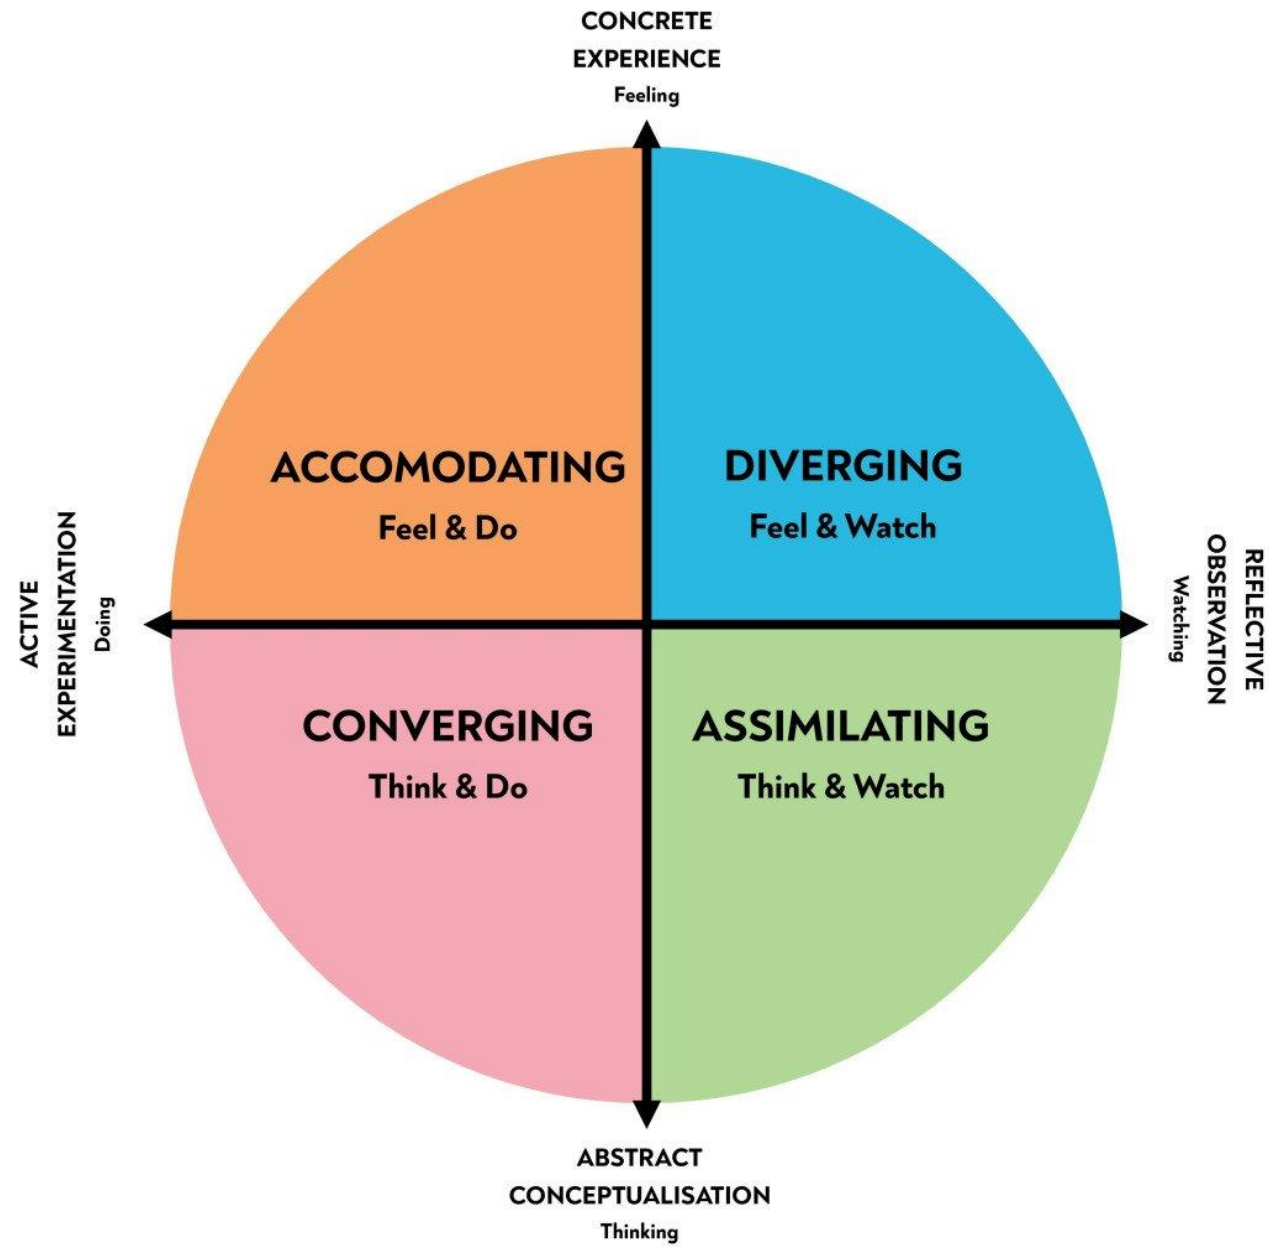 CONCRETE
EXPERIENCE
Feeling
ACCOMODATING
Feel & Do
DIVERGING
Feel & Watch
ACTIVE
EXPERIMENTATION
Doing
REFLECTIVE
OBSERVATION
Watching
CONVERGING
Think & Do
ASSIMILATING
Think & Watch
ABSTRACT
CONCEPTUALISATION
Thinking